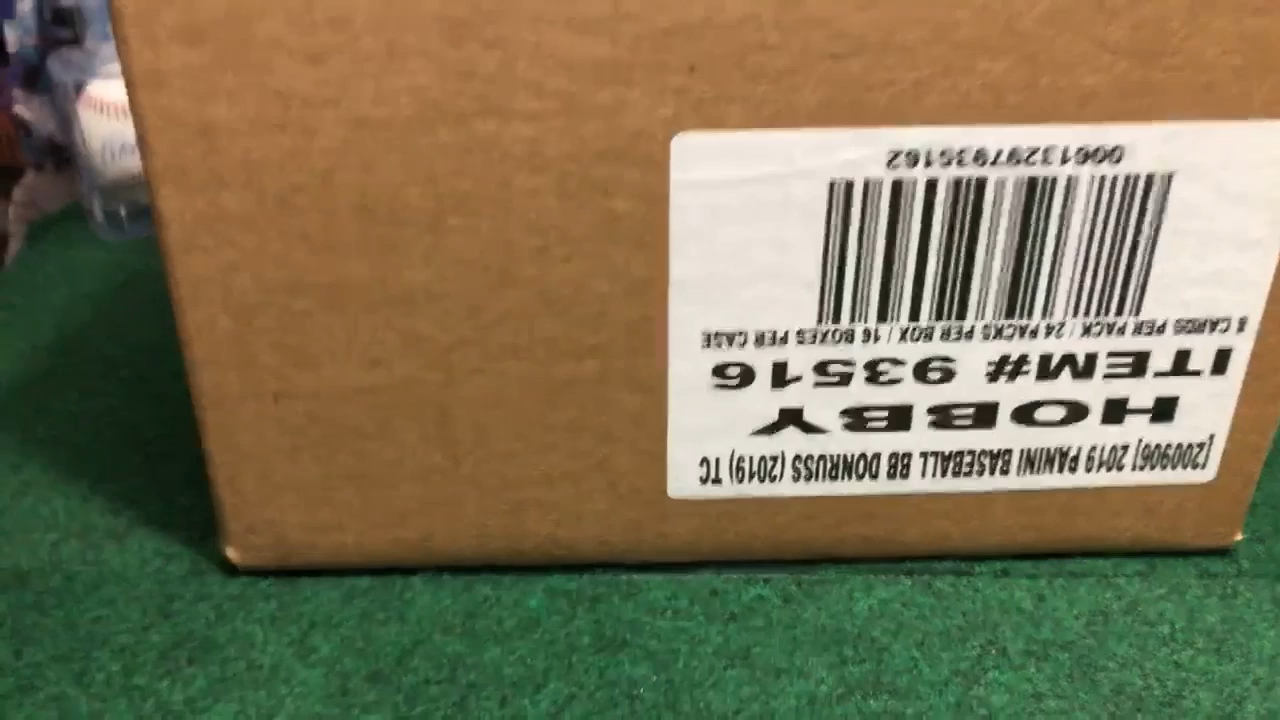 [200906] 2019 PANINI BASEBALL BB DONRUSS (2019) TC
HOBBY
ITEM# 93516
8 CARDS PER PACK / 24 PACKS PER BOX / 16 BOXES PER CASE
00613297935162